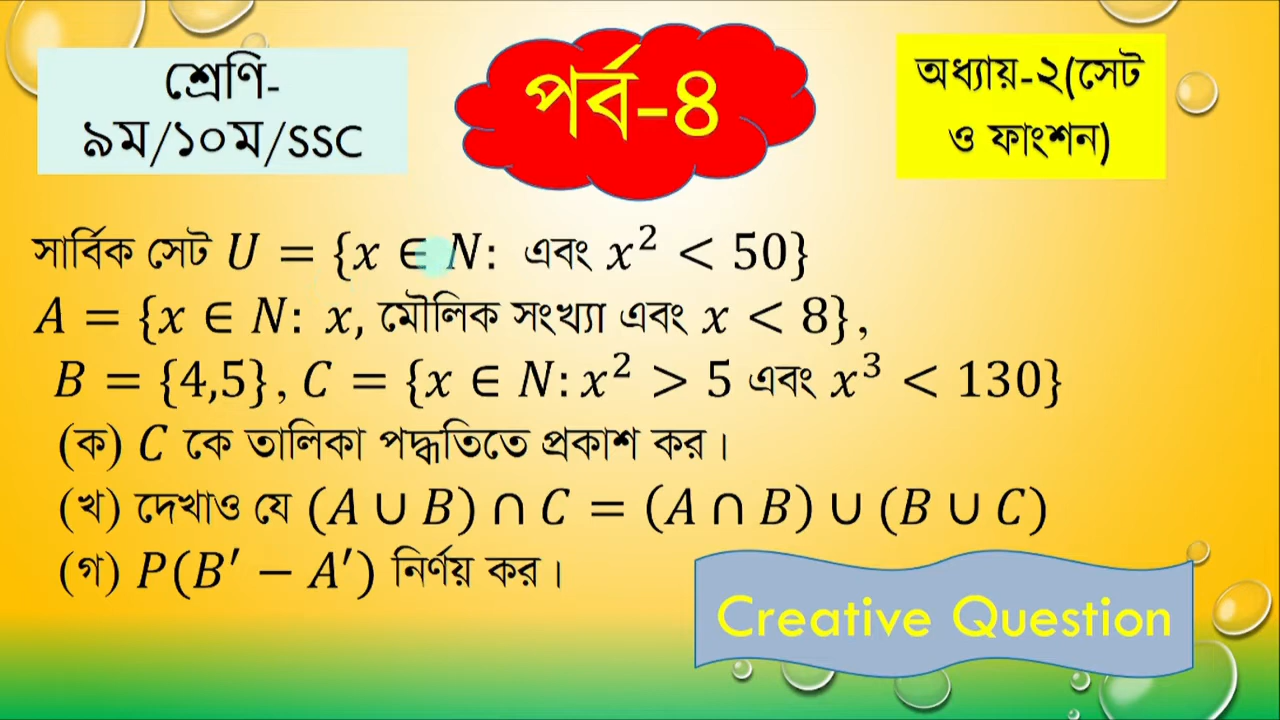 শ্রেণি-
৯ম/১০ম/SSC
পর্ব-৪
অধ্যায়-২(সেট
ও ফাংশন)
সার্বিক সেট U = {x ∈ N: এবং x² < 50}
A = {x ∈ N: x, মৌলিক সংখ্যা এবং x < 8},
B = {4,5}, C = {x ∈ N: x² > 5 এবং x³ < 130}
(ক) C কে তালিকা পদ্ধতিতে প্রকাশ কর।
(খ) দেখাও যে (A ∪ B) ∩ C = (A ∩ B) ∪ (B ∪ C)
(গ) P(B′ − A′) নির্ণয় কর।
Creative Question